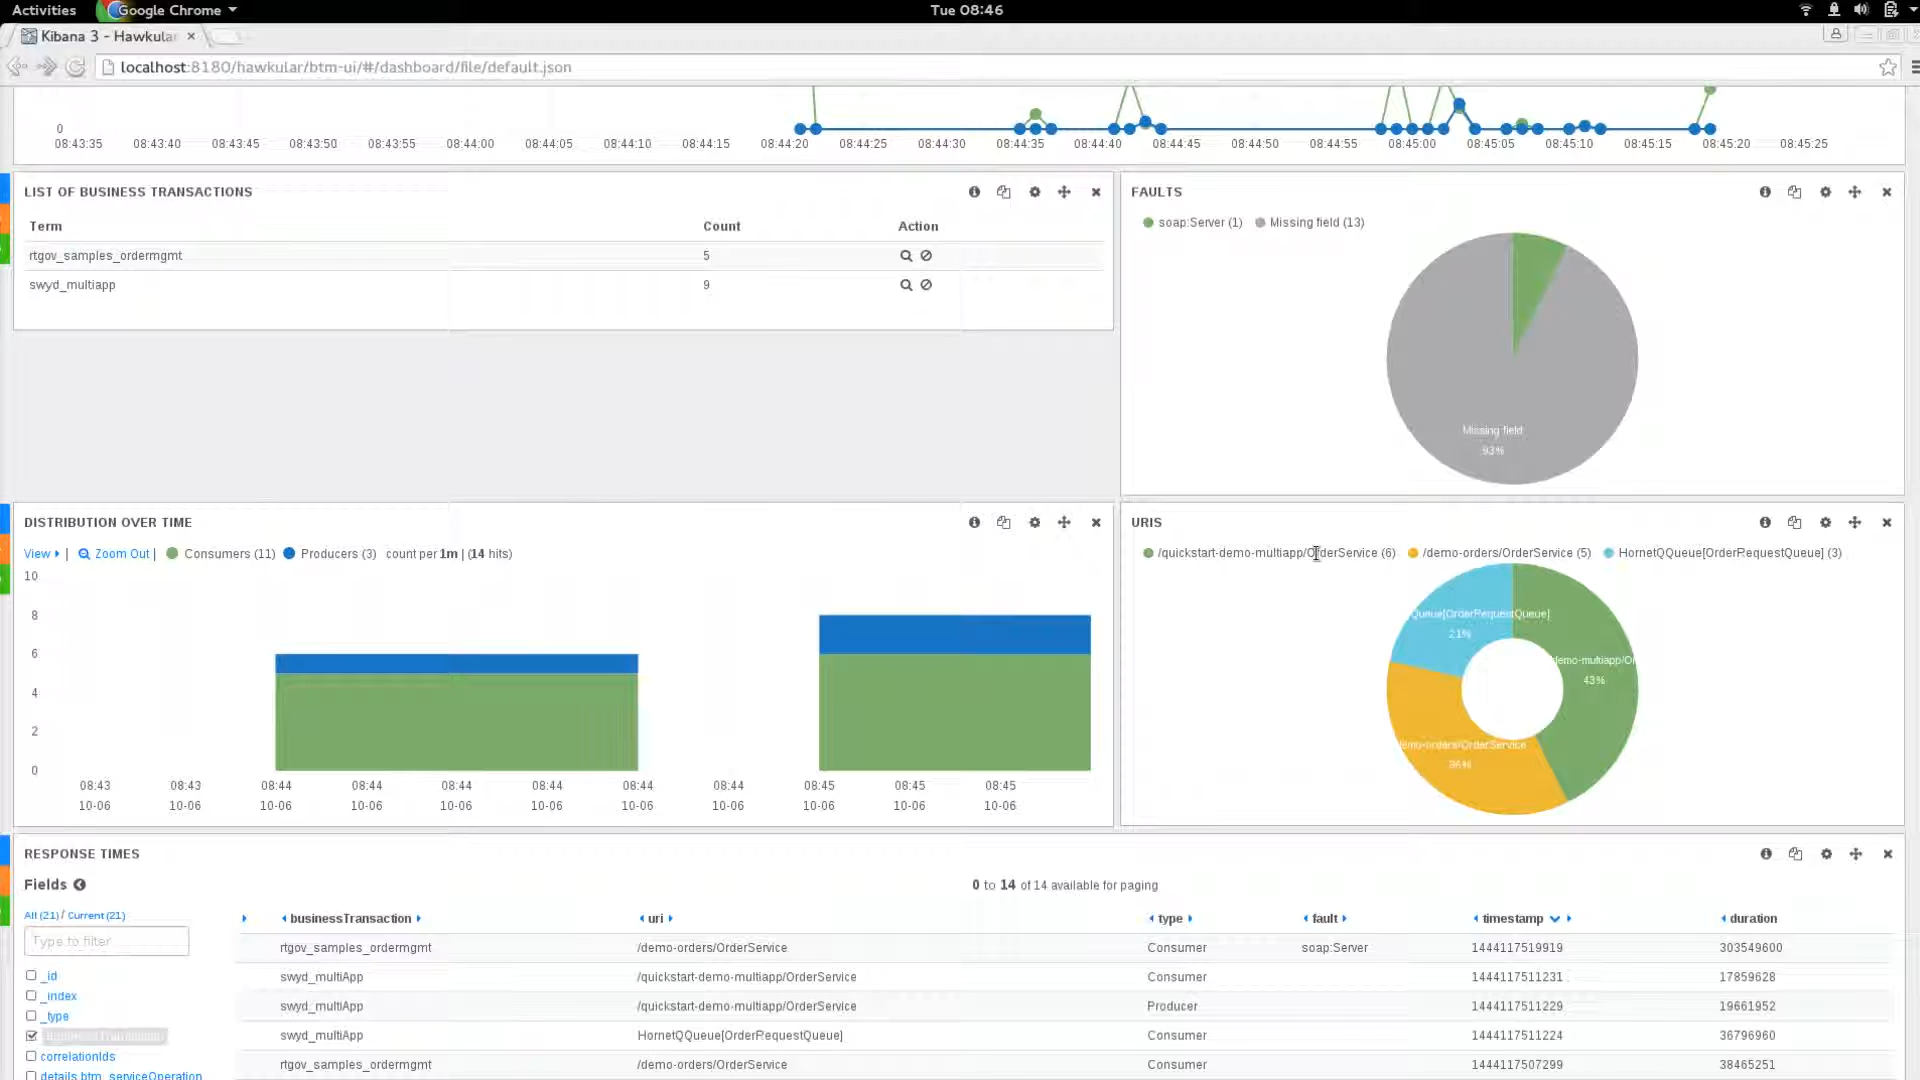 Activities Google Chrome Tue 08:46
Kibana 3 - Hawkular
localhost:8180/hawkular/btm-ui/#/dashboard/file/default.json
0
08:43:35 08:43:40 08:43:45 08:43:50 08:43:55 08:44:00 08:44:05 08:44:10 08:44:15 08:44:20 08:44:25 08:44:30 08:44:35 08:44:40 08:44:45 08:44:50 08:44:55 08:45:00 08:45:05 08:45:10 08:45:15 08:45:20 08:45:25
LIST OF BUSINESS TRANSACTIONS
Term Count Action
rtgov_samples_ordermgmt 5
swyd_multiapp 9
FAULTS
soap:Server (1) Missing field (13)
Missing field
93%
DISTRIBUTION OVER TIME
View | Zoom Out | Consumers (11) Producers (3) count per 1m | (14 hits)
10
8
6
4
2
0
08:43 08:43 08:44 08:44 08:44 08:44 08:44 08:44 08:45 08:45 08:45
10-06 10-06 10-06 10-06 10-06 10-06 10-06 10-06 10-06 10-06 10-06
URIS
/quickstart-demo-multiapp/OrderService (6) /demo-orders/OrderService (5) HornetQQueue[OrderRequestQueue] (3)
Queue[OrderRequestQueue]
21%
demo-multiapp/Or
43%
demo-orders/OrderService
36%
RESPONSE TIMES
Fields
0 to 14 of 14 available for paging
All (21) / Current (21)
Type to filter
_id
_index
_type
correlationIds
details.btm_serviceOperation
businessTransaction uri type fault timestamp duration
rtgov_samples_ordermgmt /demo-orders/OrderService Consumer soap:Server 1444117519919 303549600
swyd_multiApp /quickstart-demo-multiapp/OrderService Consumer 1444117511231 17859628
swyd_multiApp /quickstart-demo-multiapp/OrderService Producer 1444117511229 19661952
swyd_multiApp HornetQQueue[OrderRequestQueue] Consumer 1444117511224 36796960
rtgov_samples_ordermgmt /demo-orders/OrderService Consumer 1444117507299 38465251